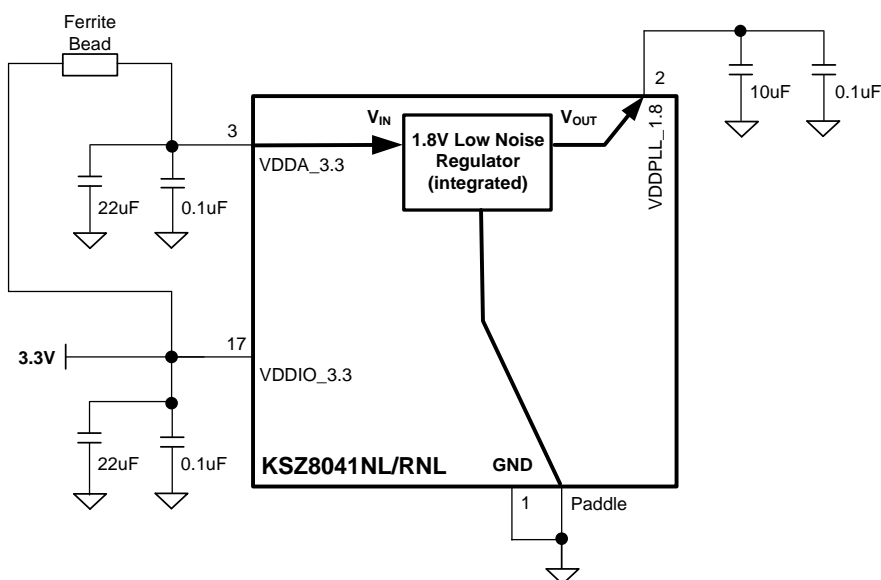 Ferrite
Bead
3
VDDA_3.3
22uF
0.1uF
VIN
1.8V Low Noise
Regulator
(integrated)
VOUT
2
VDDPLL_1.8
10uF
0.1uF
3.3V
17
VDDIO_3.3
22uF
0.1uF
KSZ8041NL/RNL
GND
1
Paddle